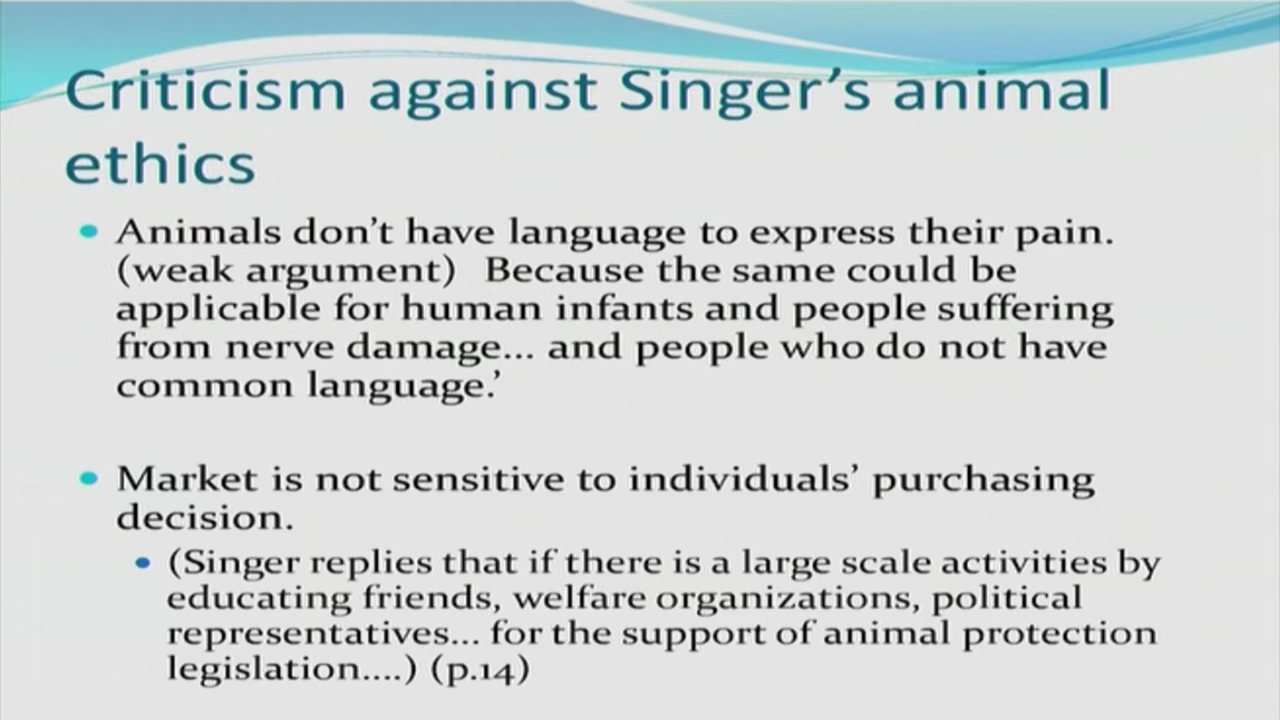 Criticism against Singer’s animal
ethics
Animals don’t have language to express their pain.
(weak argument) Because the same could be
applicable for human infants and people suffering
from nerve damage... and people who do not have
common language.’
Market is not sensitive to individuals’ purchasing
decision.
(Singer replies that if there is a large scale activities by
educating friends, welfare organizations, political
representatives... for the support of animal protection
legislation....) (p.14)